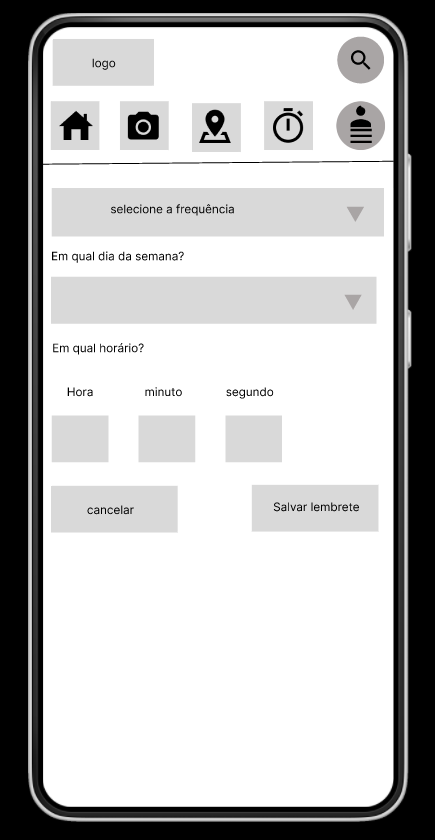 logo
selecione a frequência
Em qual dia da semana?
Em qual horário?
Hora minuto segundo
cancelar Salvar lembrete